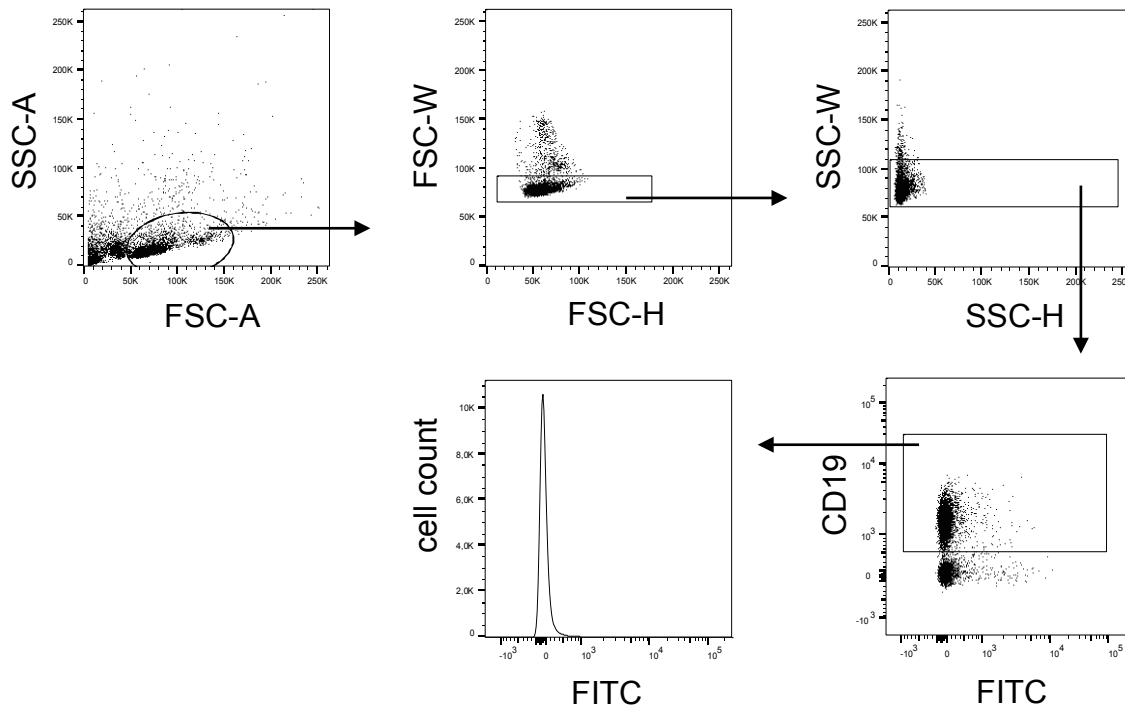 250K
200K
150K
100K
50K
0
SSC-A
0 50K 100K 150K 200K 250K
FSC-A
250K
200K
150K
100K
50K
0
FSC-W
0 50K 100K 150K 200K 250K
FSC-H
250K
200K
150K
100K
50K
0
SSC-W
0 50K 100K 150K 200K 250K
SSC-H
10K
8,0K
6,0K
4,0K
2,0K
0
cell count
-10³ 0 10³ 10⁴ 10⁵
FITC
10⁵
10⁴
10³
0
-10³
CD19
-10³ 0 10³ 10⁴ 10⁵
FITC